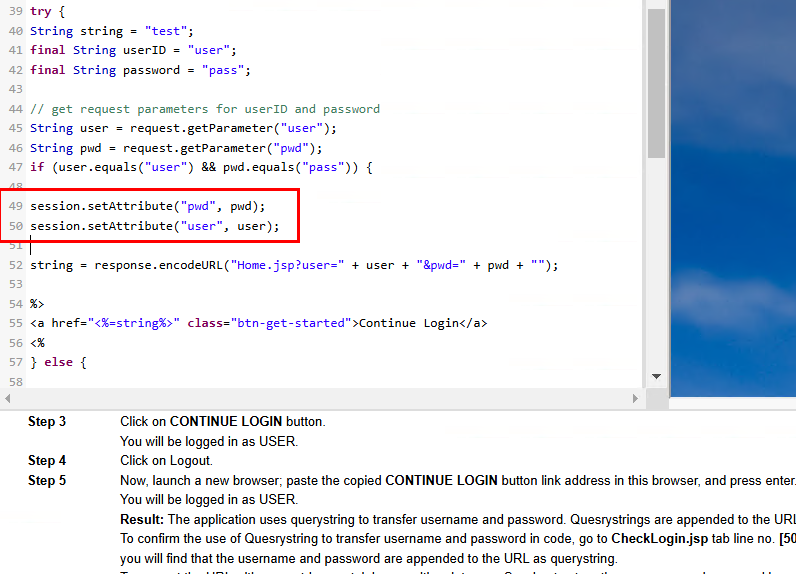 39 try {
40 String string = "test";
41 final String userID = "user";
42 final String password = "pass";
43
44 // get request parameters for userID and password
45 String user = request.getParameter("user");
46 String pwd = request.getParameter("pwd");
47 if (user.equals("user") && pwd.equals("pass")) {
48
49 session.setAttribute("pwd", pwd);
50 session.setAttribute("user", user);
51
52 string = response.encodeURL("Home.jsp?user=" + user + "&pwd=" + pwd + "");
53
54 %>
55 <a href="<%=string%>" class="btn-get-started">Continue Login</a>
56 <%
57 } else {
58
Step 3 Click on CONTINUE LOGIN button.
You will be logged in as USER.
Step 4 Click on Logout.
Step 5 Now, launch a new browser; paste the copied CONTINUE LOGIN button link address in this browser, and press enter.
You will be logged in as USER.
Result: The application uses querystring to transfer username and password. Quesrystrings are appended to the URL
To confirm the use of Quesrystring to transfer username and password in code, go to CheckLogin.jsp tab line no. [50
you will find that the username and password are appended to the URL as querystring.